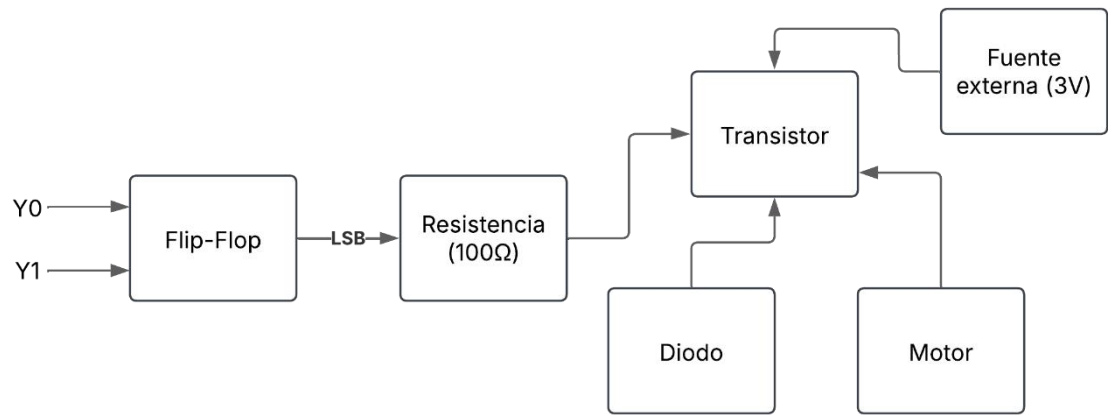 Fuente
externa (3V)
Transistor
Y0
Y1
Flip-Flop
LSB
Resistencia
(100Ω)
Diodo
Motor